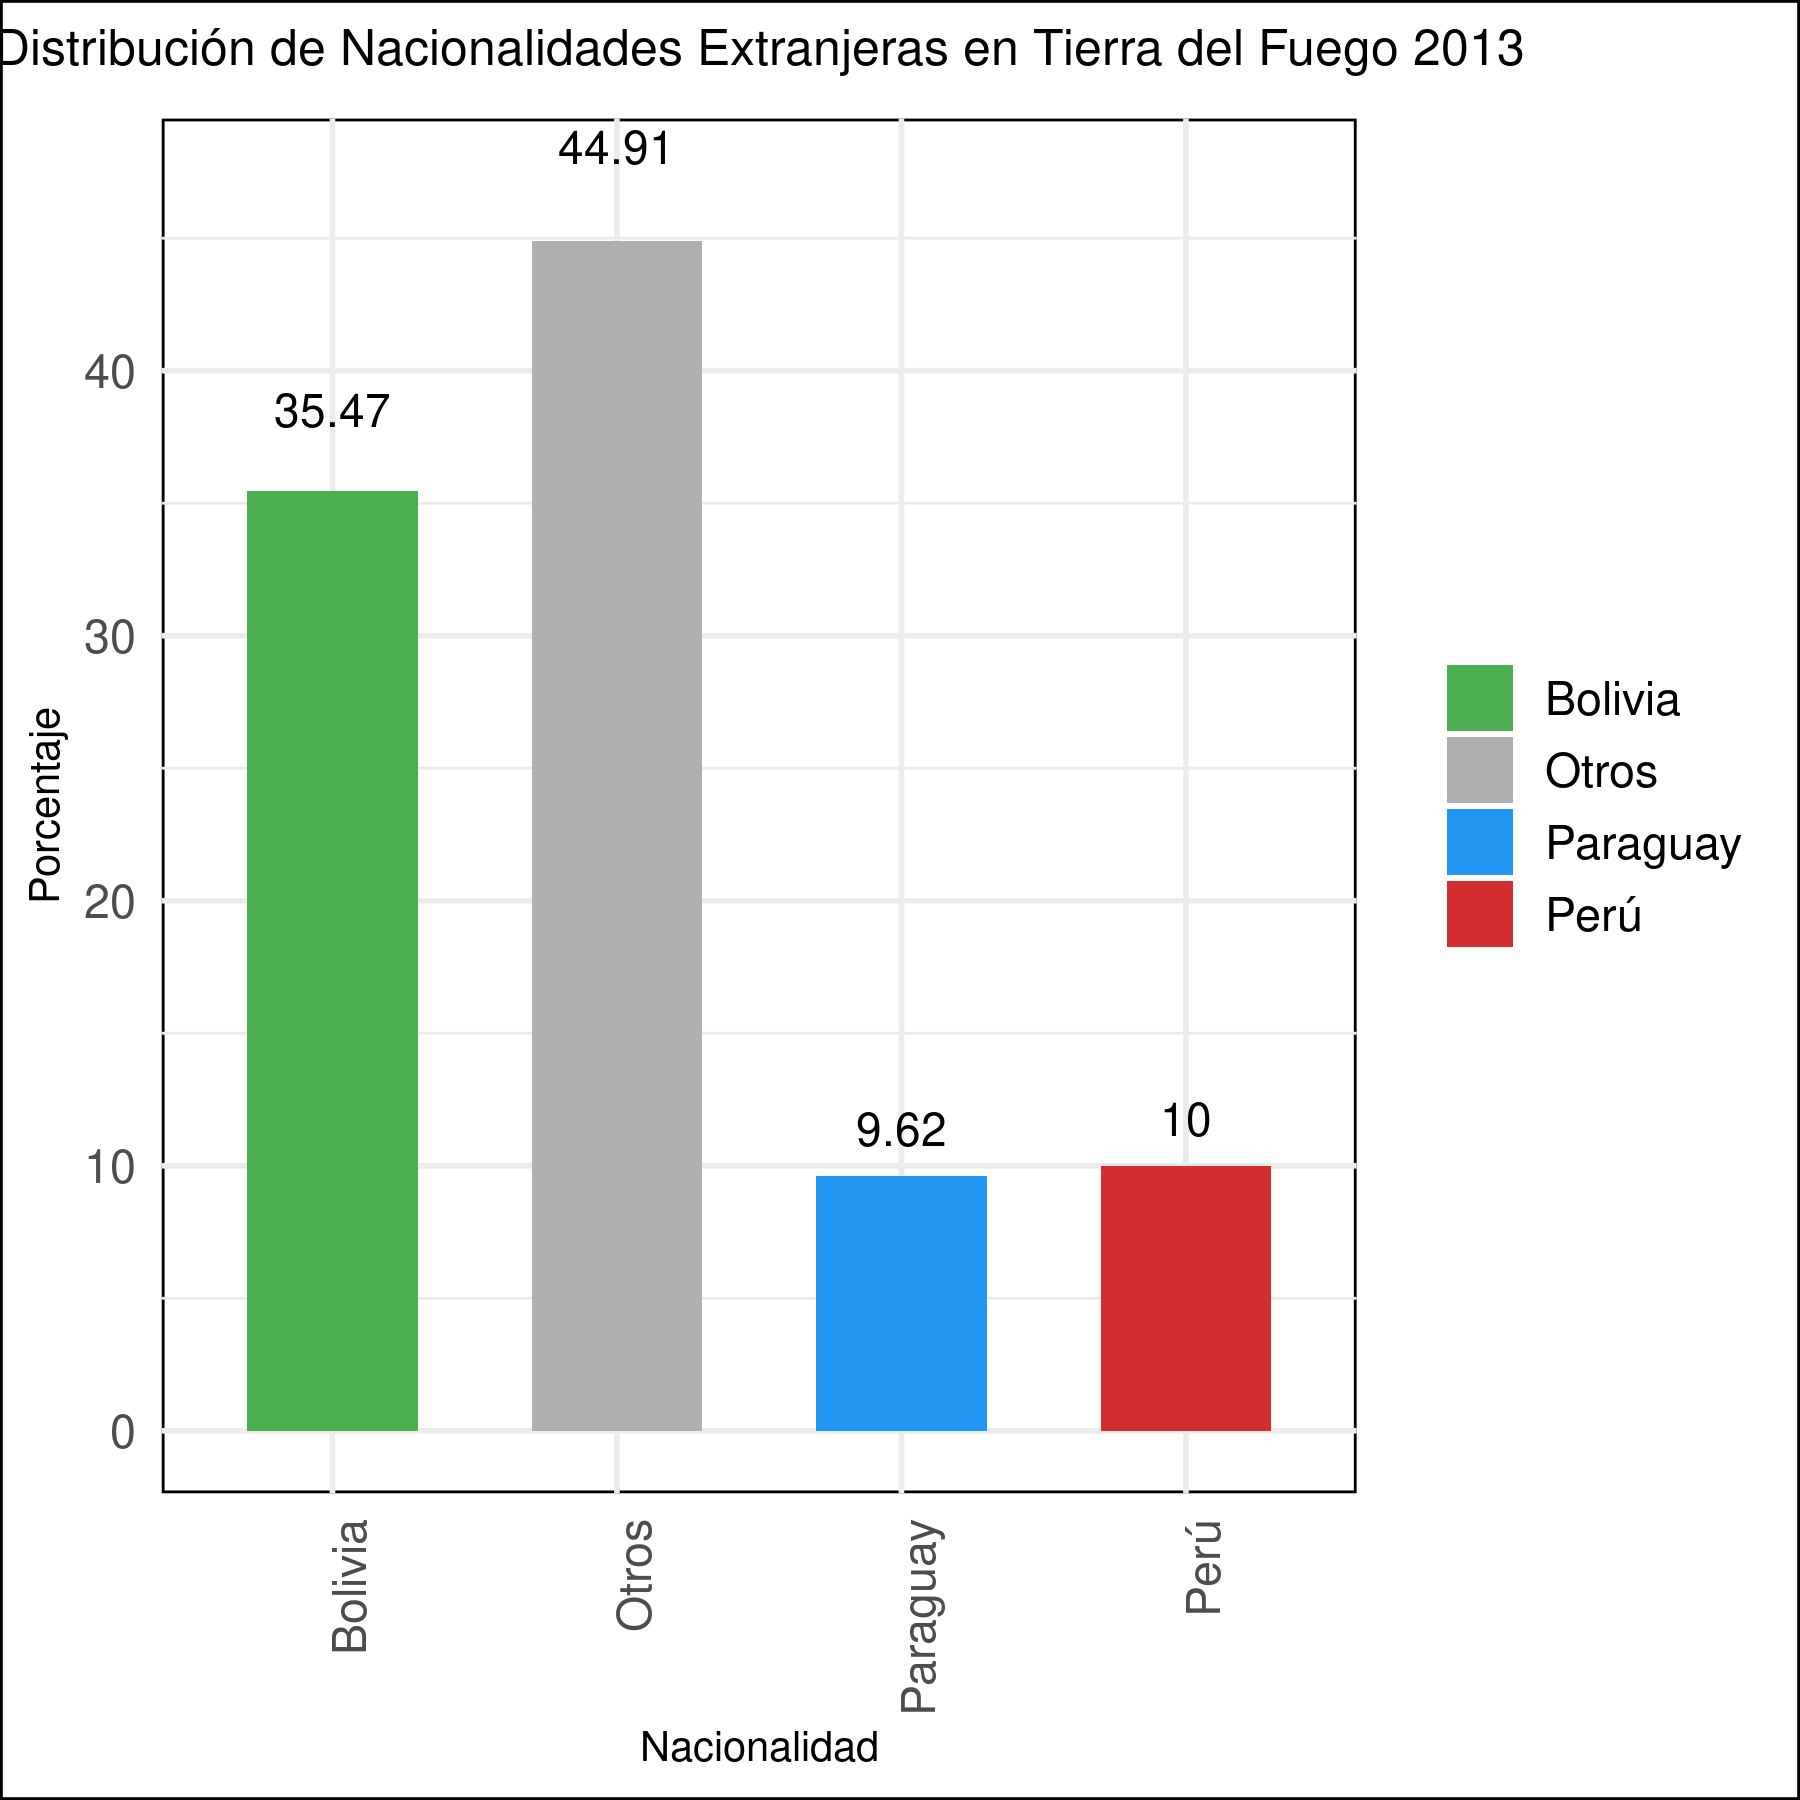 Distribución de Nacionalidades Extranjeras en Tierra del Fuego 2013
44.91
35.47
9.62
10
40
30
20
10
0
Porcentaje
Bolivia
Otros
Paraguay
Perú
Nacionalidad
Bolivia
Otros
Paraguay
Perú